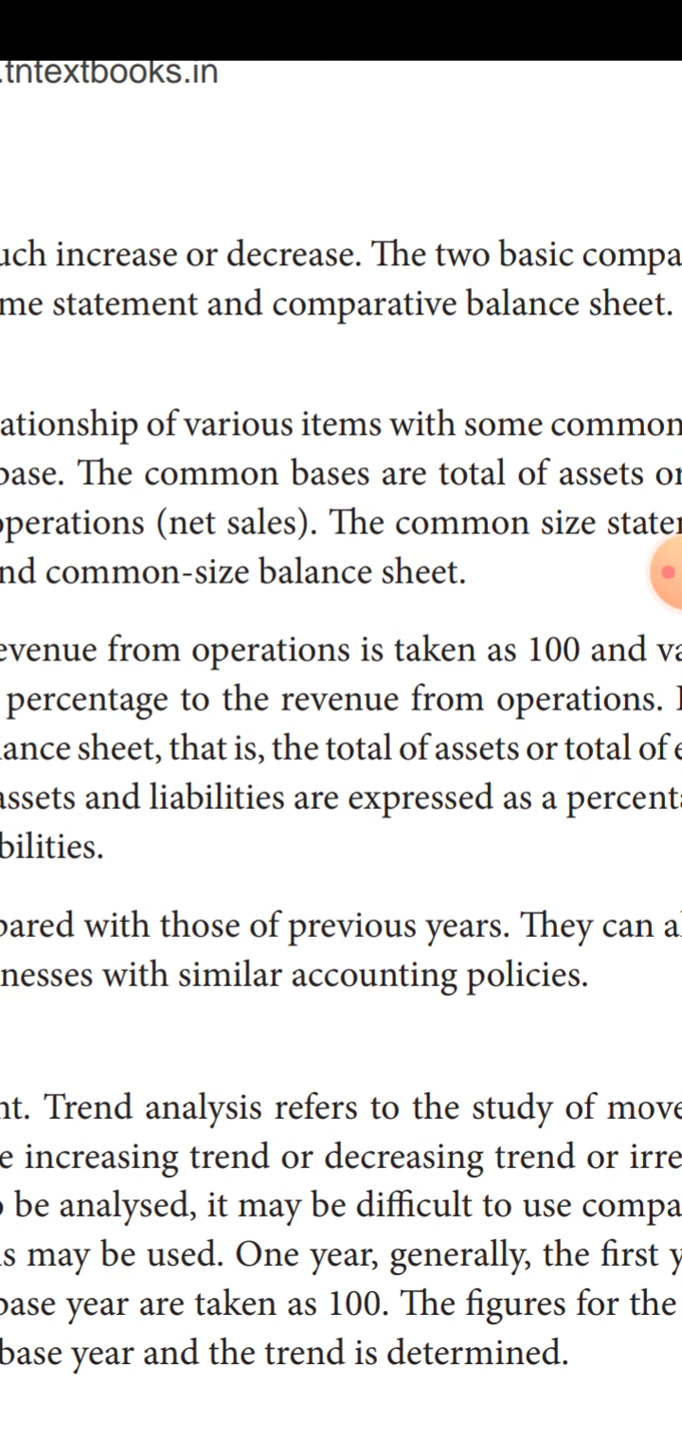 .tntextbooks.in
uch increase or decrease. The two basic compa
me statement and comparative balance sheet.
ationship of various items with some common
base. The common bases are total of assets or
operations (net sales). The common size state
nd common-size balance sheet.
evenue from operations is taken as 100 and va
percentage to the revenue from operations. I
lance sheet, that is, the total of assets or total of e
assets and liabilities are expressed as a percent
bilities.
pared with those of previous years. They can al
nesses with similar accounting policies.
nt. Trend analysis refers to the study of move
e increasing trend or decreasing trend or irre
o be analysed, it may be difficult to use compa
s may be used. One year, generally, the first y
base year are taken as 100. The figures for the
base year and the trend is determined.